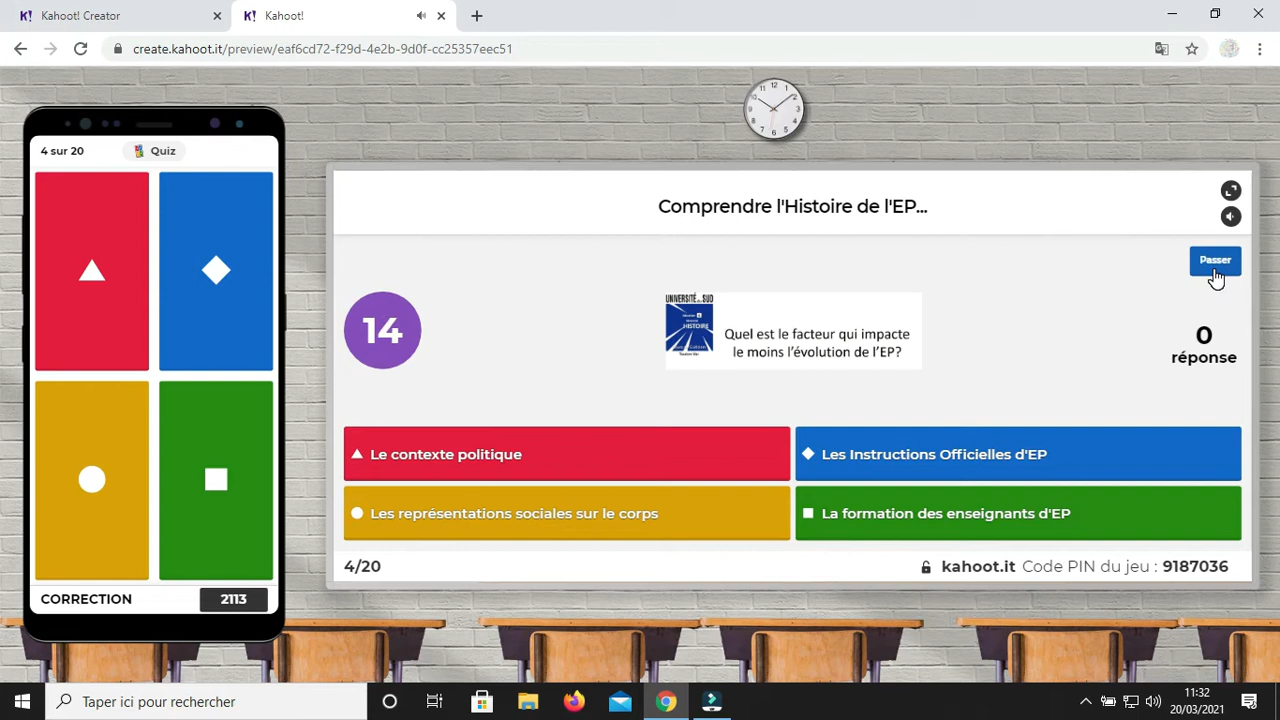 Kahoot! Creator
Kahoot!
create.kahoot.it/preview/eaf6cd72-f29d-4e2b-9d0f-cc25357eec51
4 sur 20
Quiz
CORRECTION
2113
Comprendre l'Histoire de l'EP...
Passer
14
UNIVERSITÉ
SUD
HISTOIRE
Quel est le facteur qui impacte
le moins l'évolution de l'EP?
0
réponse
Le contexte politique
Les Instructions Officielles d'EP
Les représentations sociales sur le corps
La formation des enseignants d'EP
4/20
kahoot.it Code PIN du jeu : 9187036
Taper ici pour rechercher
11:32
20/03/2021